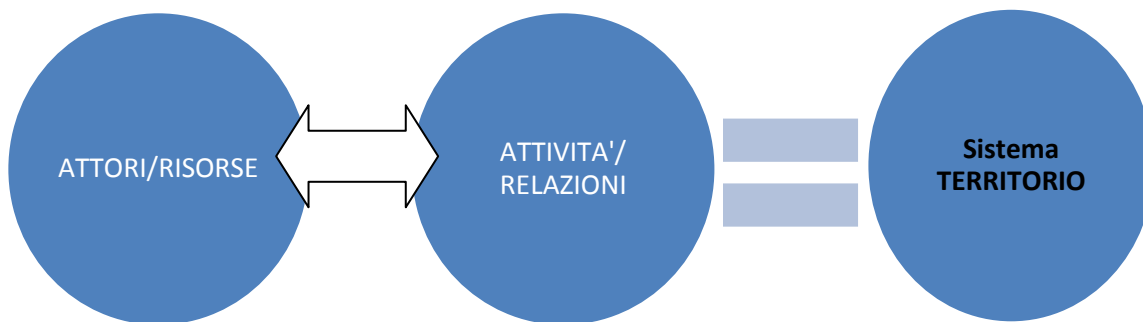 ATTORI/RISORSE
ATTIVITA'/
RELAZIONI
Sistema
TERRITORIO